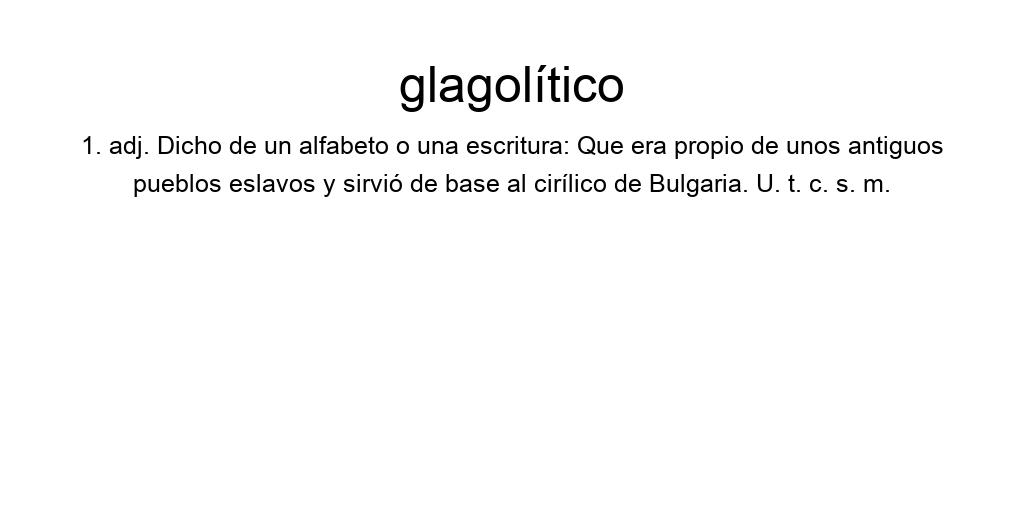 glagolítico
1. adj. Dicho de un alfabeto o una escritura: Que era propio de unos antiguos
pueblos eslavos y sirvió de base al cirílico de Bulgaria. U. t. c. s. m.